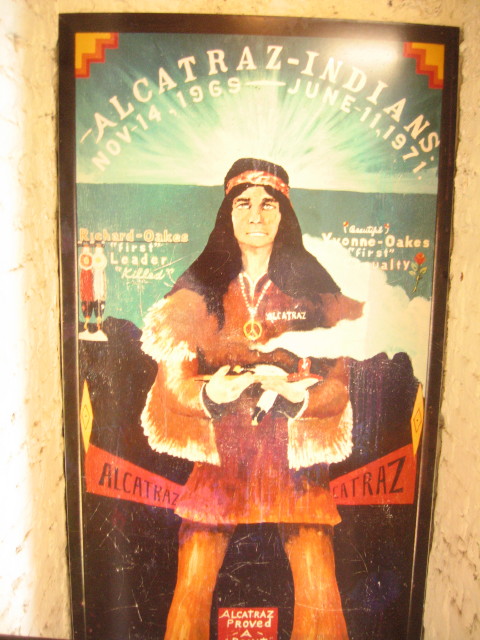 ALCATRAZ-INDIANS
NOV-14,1969—JUNE-11,1971
Richard-Oakes
"First"
Leader
"Killed"
Yvonne-Oakes
"First"
ALCATRAZ
ALCATRAZ
ALCATRAZ
PROVED
A